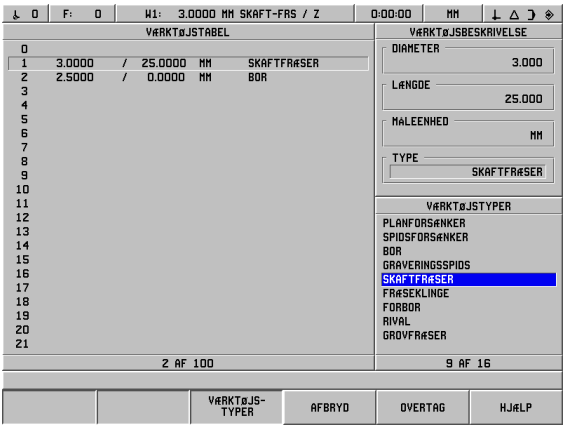 0 F: 0 W1: 3.0000 MM SKAFT-FRS / Z 0:00:00 MM
VÆRKTØJSTABEL
0
1 3.0000 / 25.0000 MM SKAFTFRÆSER
2 2.5000 / 0.0000 MM BOR
3
4
5
6
7
8
9
10
11
12
13
14
15
16
17
18
19
20
21
2 AF 100
VÆRKTØJSBESKRIVELSE
DIAMETER
3.000
LÆNGDE
25.000
MALEENHED
MM
TYPE
SKAFTFRÆSER
VÆRKTØJSTYPER
PLANFORSÆNKER
SPIDSFORSÆNKER
BOR
GRAVERINGSSPIDS
SKAFTFRÆSER
FRÆSEKLINGE
FORBOR
RIVAL
GROVFRÆSER
9 AF 16
VÆRKTØJS-
TYPER
AFBRYD
OVERTAG
HJÆLP